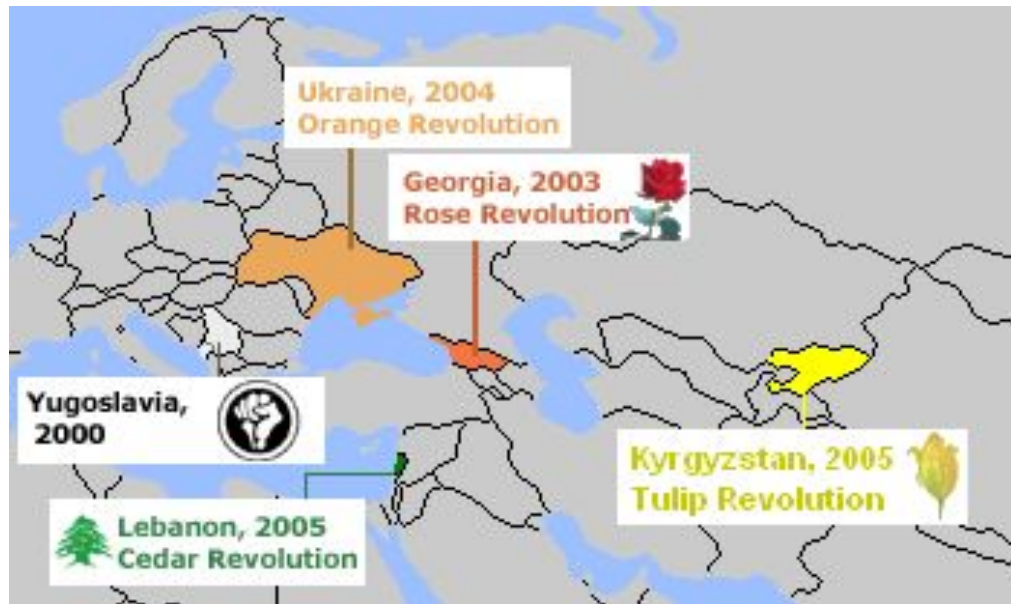 Ukraine, 2004
Orange Revolution
Georgia, 2003
Rose Revolution
Yugoslavia,
2000
Kyrgyzstan, 2005
Tulip Revolution
Lebanon, 2005
Cedar Revolution